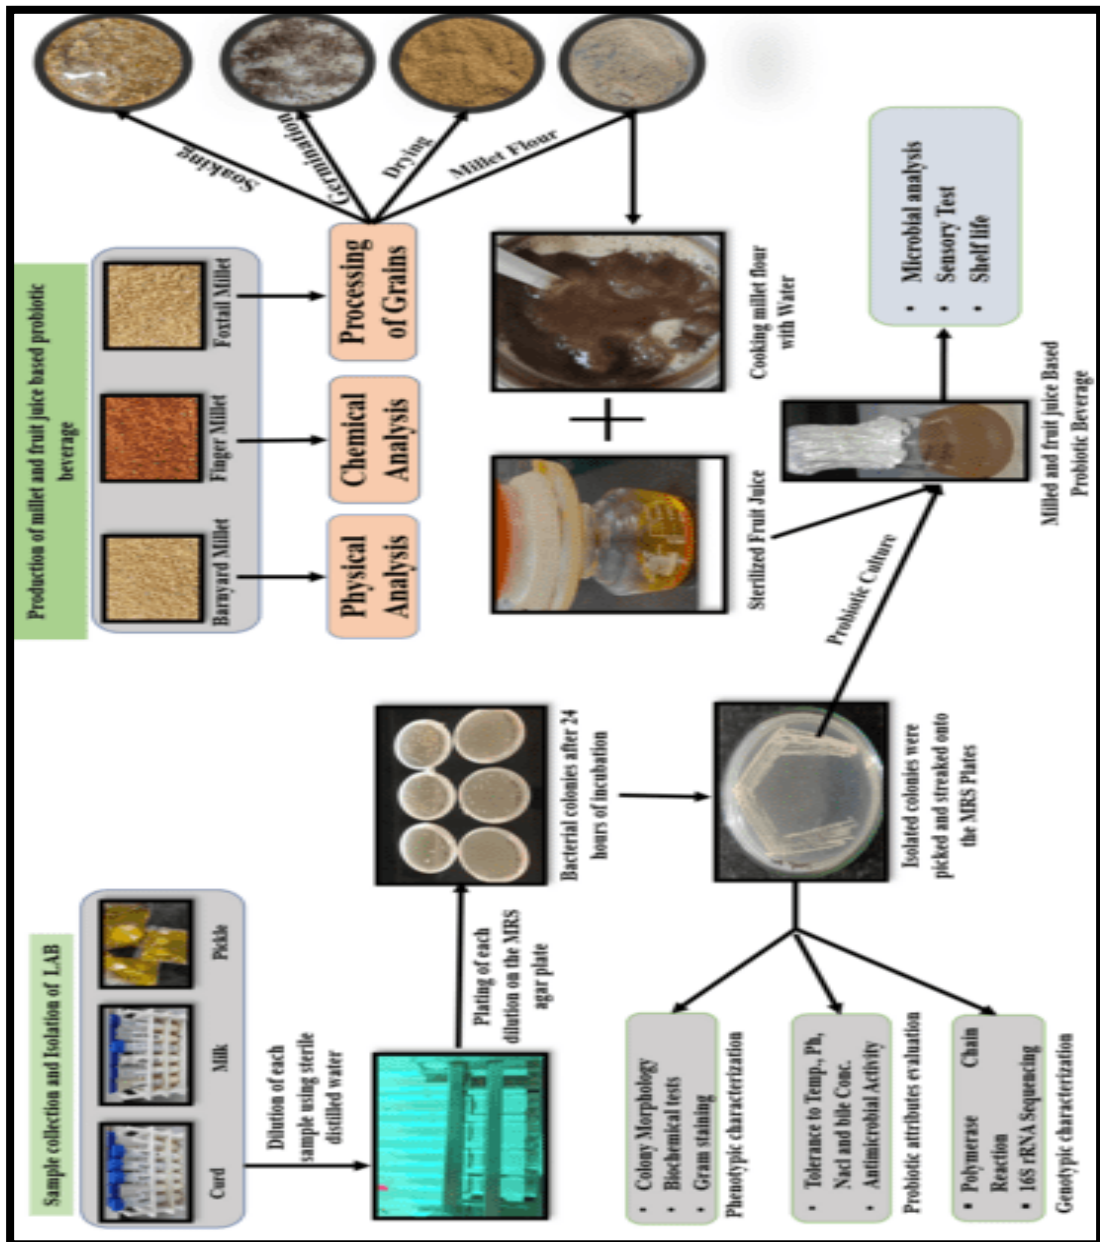 Sample collection and Isolation of LAB
Curd
Milk
Pickle
Dilution of each
sample using sterile
distilled water
Plating of each
dilution on the MRS
agar plate
Bacterial colonies after 24
hours of incubation
Isolated colonies were
picked and streaked onto
the MRS Plates
• Colony Morphology
• Biochemical tests
• Gram staining
Phenotypic characterization
• Tolerance to Temp., Ph,
Nacl and bile Conc.
• Antimicrobial Activity
Probiotic attributes evaluation
▪ Polymerase Chain
Reaction
▪ 16S rRNA Sequencing
Genotypic characterization
Production of millet and fruit juice based probiotic
beverage
Barnyard Millet
Finger Millet
Foxtail Millet
Physical
Analysis
Chemical
Analysis
Processing
of Grains
Soaking
Germination
Drying
Millet Flour
Sterilized Fruit Juice
+
Cooking millet flour
with Water
Probiotic Culture
Milled and fruit juice Based
Probiotic Beverage
• Microbial analysis
• Sensory Test
• Shelf life